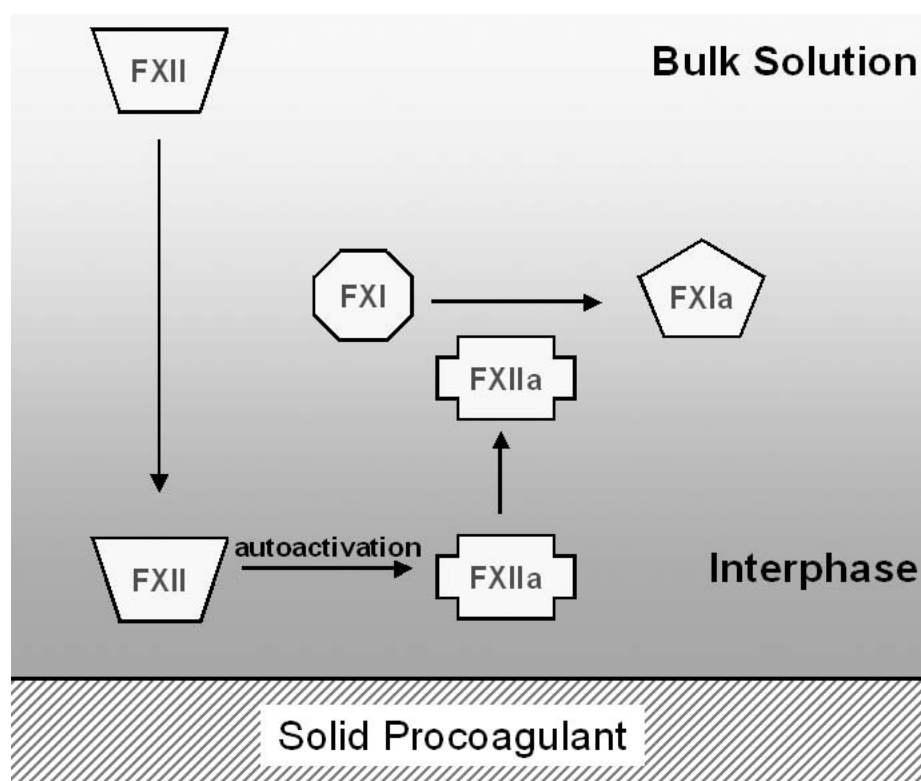 FXII
Bulk Solution
FXI
FXIa
FXIIa
FXII
autoactivation
FXIIa
Interphase
Solid Procoagulant